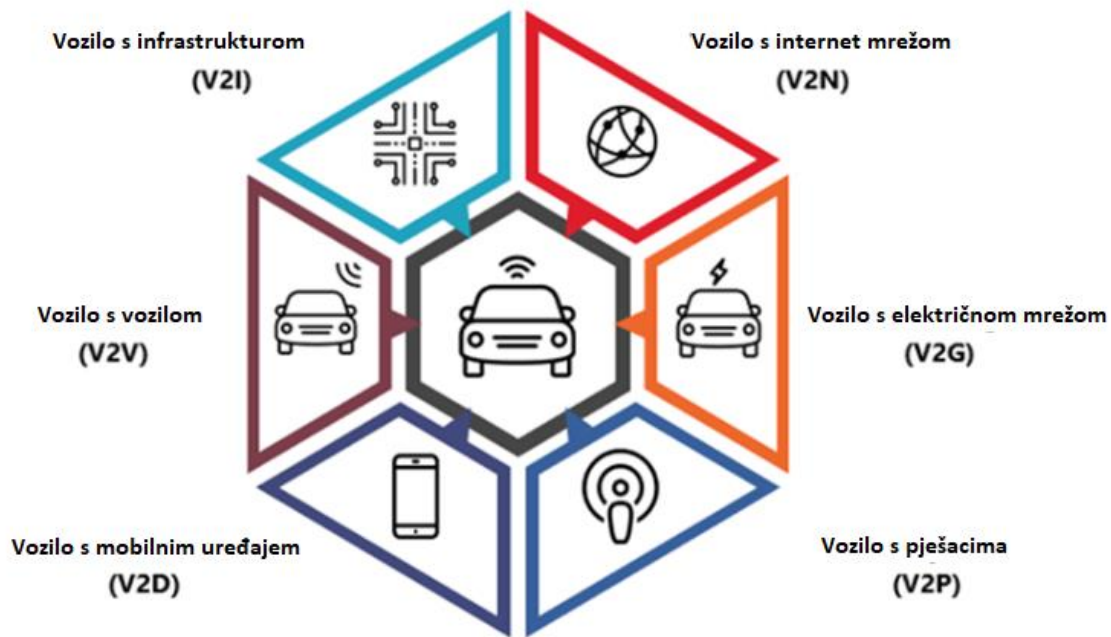 Vozilo s infrastrukturom
(V2I)
Vozilo s internet mrežom
(V2N)
Vozilo s vozilom
(V2V)
Vozilo s električnom mrežom
(V2G)
Vozilo s mobilnim uređajem
(V2D)
Vozilo s pješacima
(V2P)